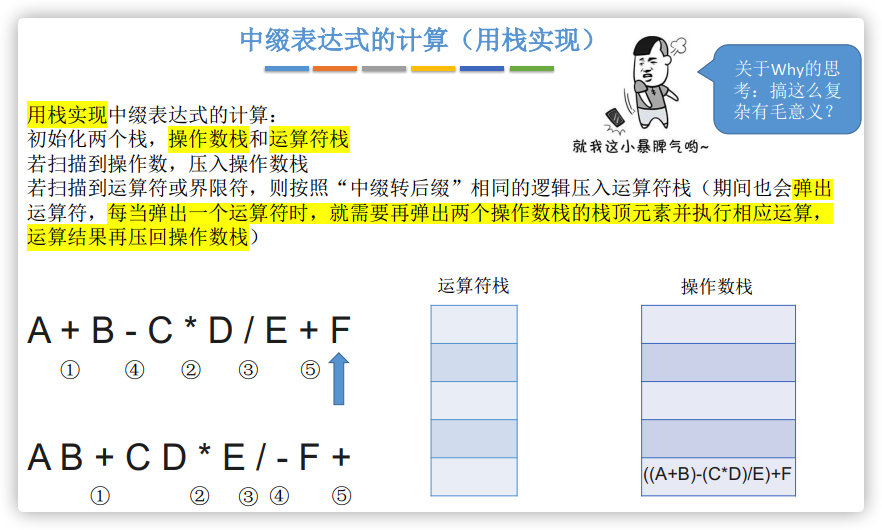 中缀表达式的计算（用栈实现）
关于Why的思
考：搞这么复
杂有毛意义？
就我这小暴脾气哟~
用栈实现中缀表达式的计算：
初始化两个栈，操作数栈和运算符栈
若扫描到操作数，压入操作数栈
若扫描到运算符或界限符，则按照“中缀转后缀”相同的逻辑压入运算符栈（期间也会弹出
运算符，每当弹出一个运算符时，就需要再弹出两个操作数栈的栈顶元素并执行相应运算，
运算结果再压回操作数栈）
运算符栈
操作数栈
A + B - C * D / E + F
① ④ ② ③ ⑤
A B + C D * E / - F +
① ② ③ ④ ⑤
((A+B)-(C*D)/E)+F